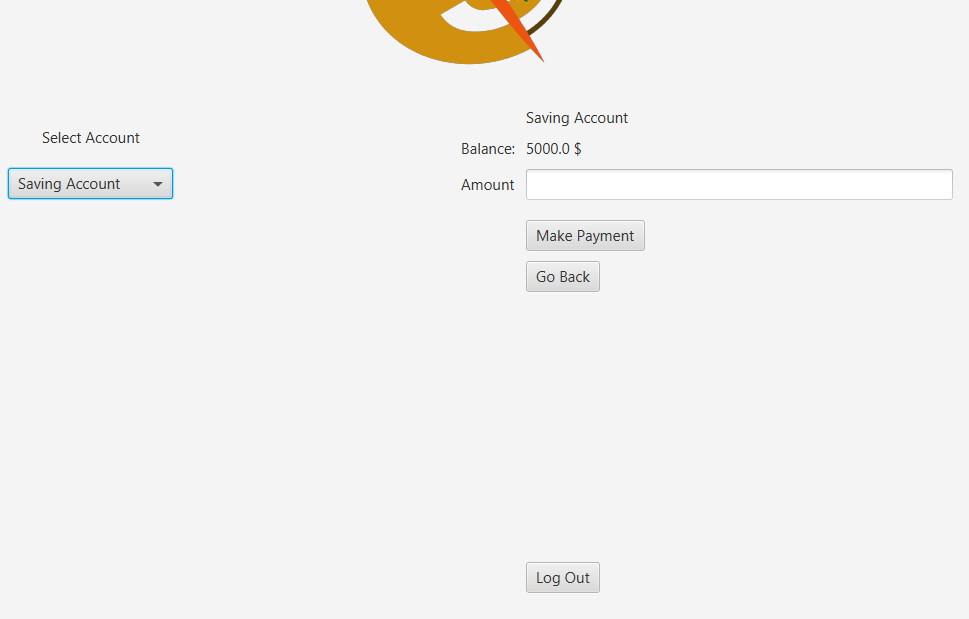 Select Account
Saving Account
Saving Account
Balance: 5000.0 $
Amount
Make Payment
Go Back
Log Out